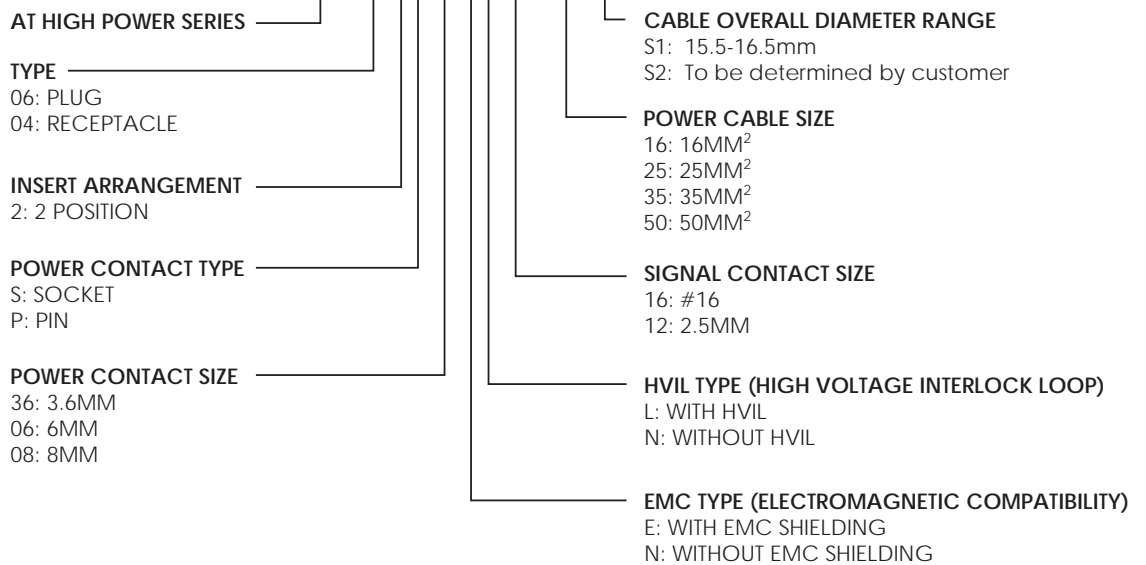 AT HIGH POWER SERIES
TYPE
06: PLUG
04: RECEPTACLE
INSERT ARRANGEMENT
2: 2 POSITION
POWER CONTACT TYPE
S: SOCKET
P: PIN
POWER CONTACT SIZE
36: 3.6MM
06: 6MM
08: 8MM
CABLE OVERALL DIAMETER RANGE
S1: 15.5-16.5mm
S2: To be determined by customer
POWER CABLE SIZE
16: 16MM²
25: 25MM²
35: 35MM²
50: 50MM²
SIGNAL CONTACT SIZE
16: #16
12: 2.5MM
HVIL TYPE (HIGH VOLTAGE INTERLOCK LOOP)
L: WITH HVIL
N: WITHOUT HVIL
EMC TYPE (ELECTROMAGNETIC COMPATIBILITY)
E: WITH EMC SHIELDING
N: WITHOUT EMC SHIELDING